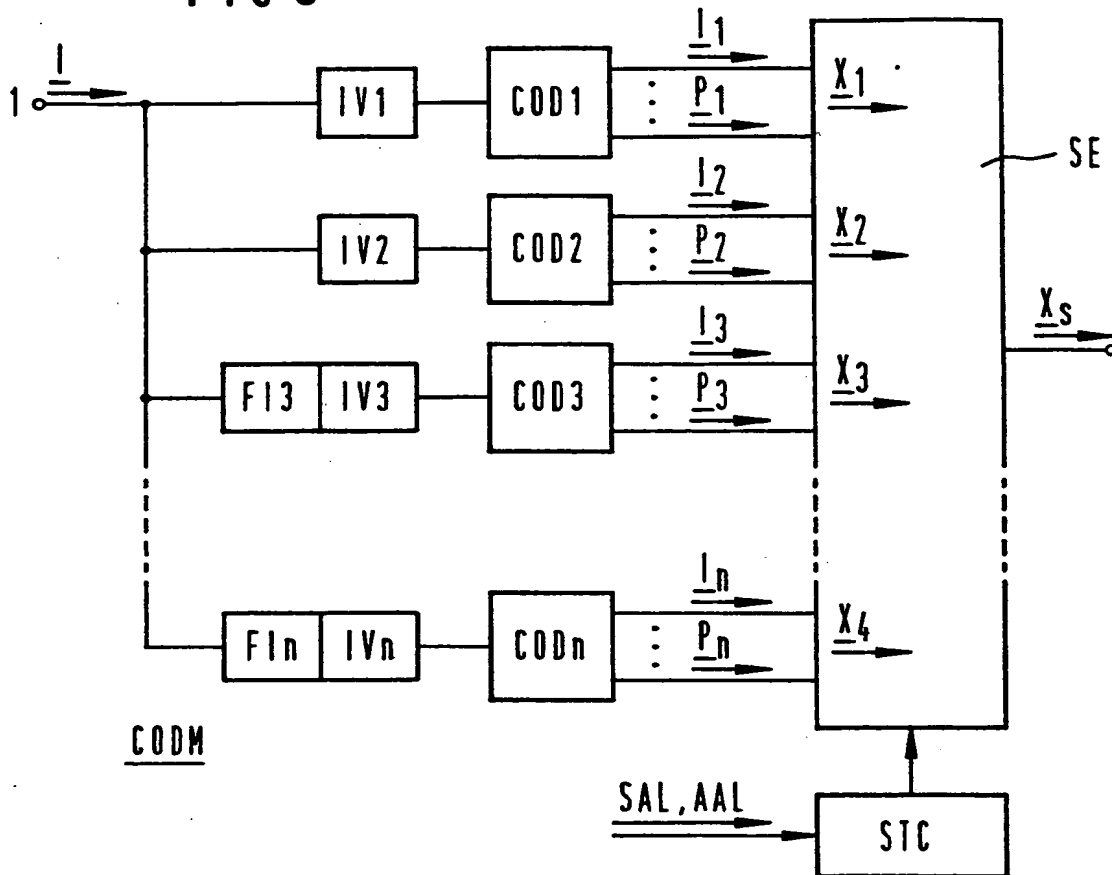 I
1
IV1
COD1
I1
P1
X1
SE
IV2
COD2
I2
P2
X2
FI3
IV3
COD3
I3
P3
X3
Xs
FIn
IVn
CODn
In
Pn
X4
CODM
SAL, AAL
STC